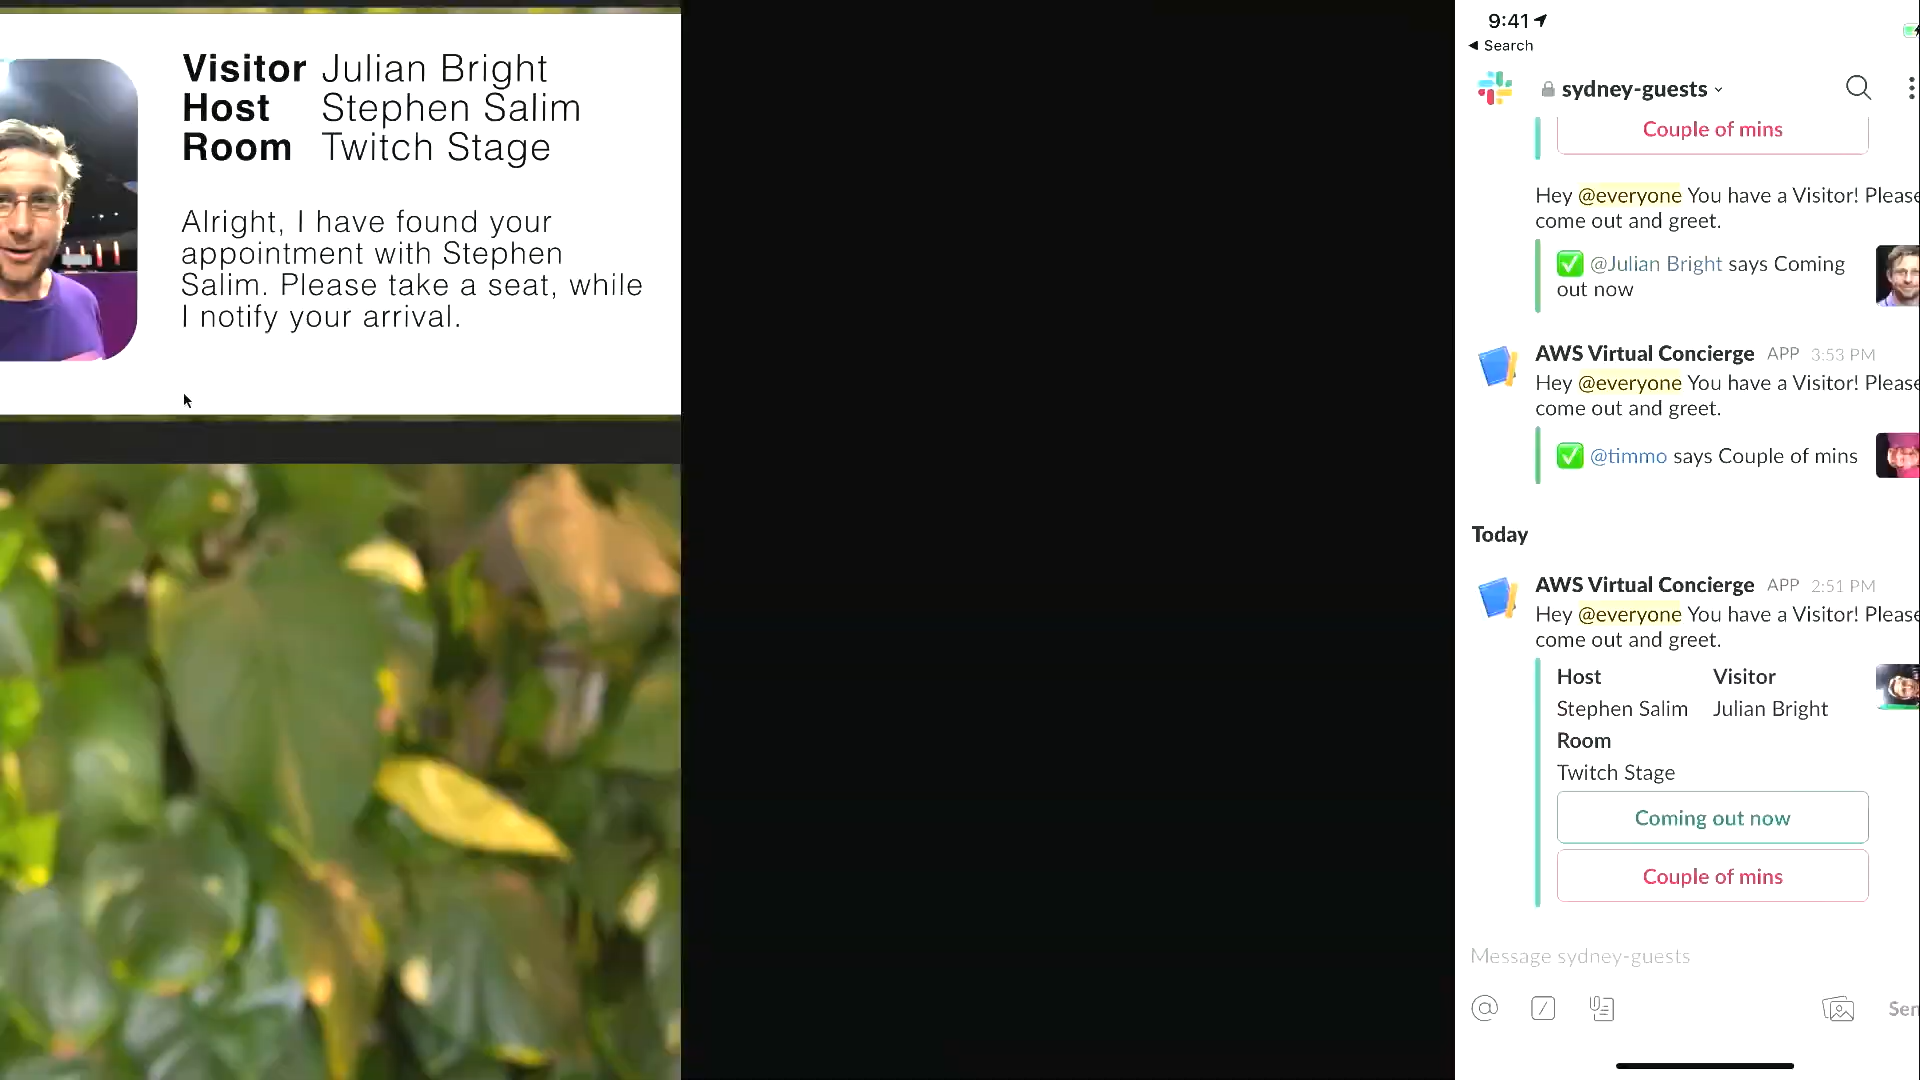 Visitor Julian Bright
Host Stephen Salim
Room Twitch Stage
Alright, I have found your
appointment with Stephen
Salim. Please take a seat, while
I notify your arrival.
9:41
Search
sydney-guests
Couple of mins
Hey @everyone You have a Visitor! Please
come out and greet.
@Julian Bright says Coming
out now
AWS Virtual Concierge APP 3:53 PM
Hey @everyone You have a Visitor! Please
come out and greet.
@timmo says Couple of mins
Today
AWS Virtual Concierge APP 2:51 PM
Hey @everyone You have a Visitor! Please
come out and greet.
Host Visitor
Stephen Salim Julian Bright
Room
Twitch Stage
Coming out now
Couple of mins
Message sydney-guests
@ /